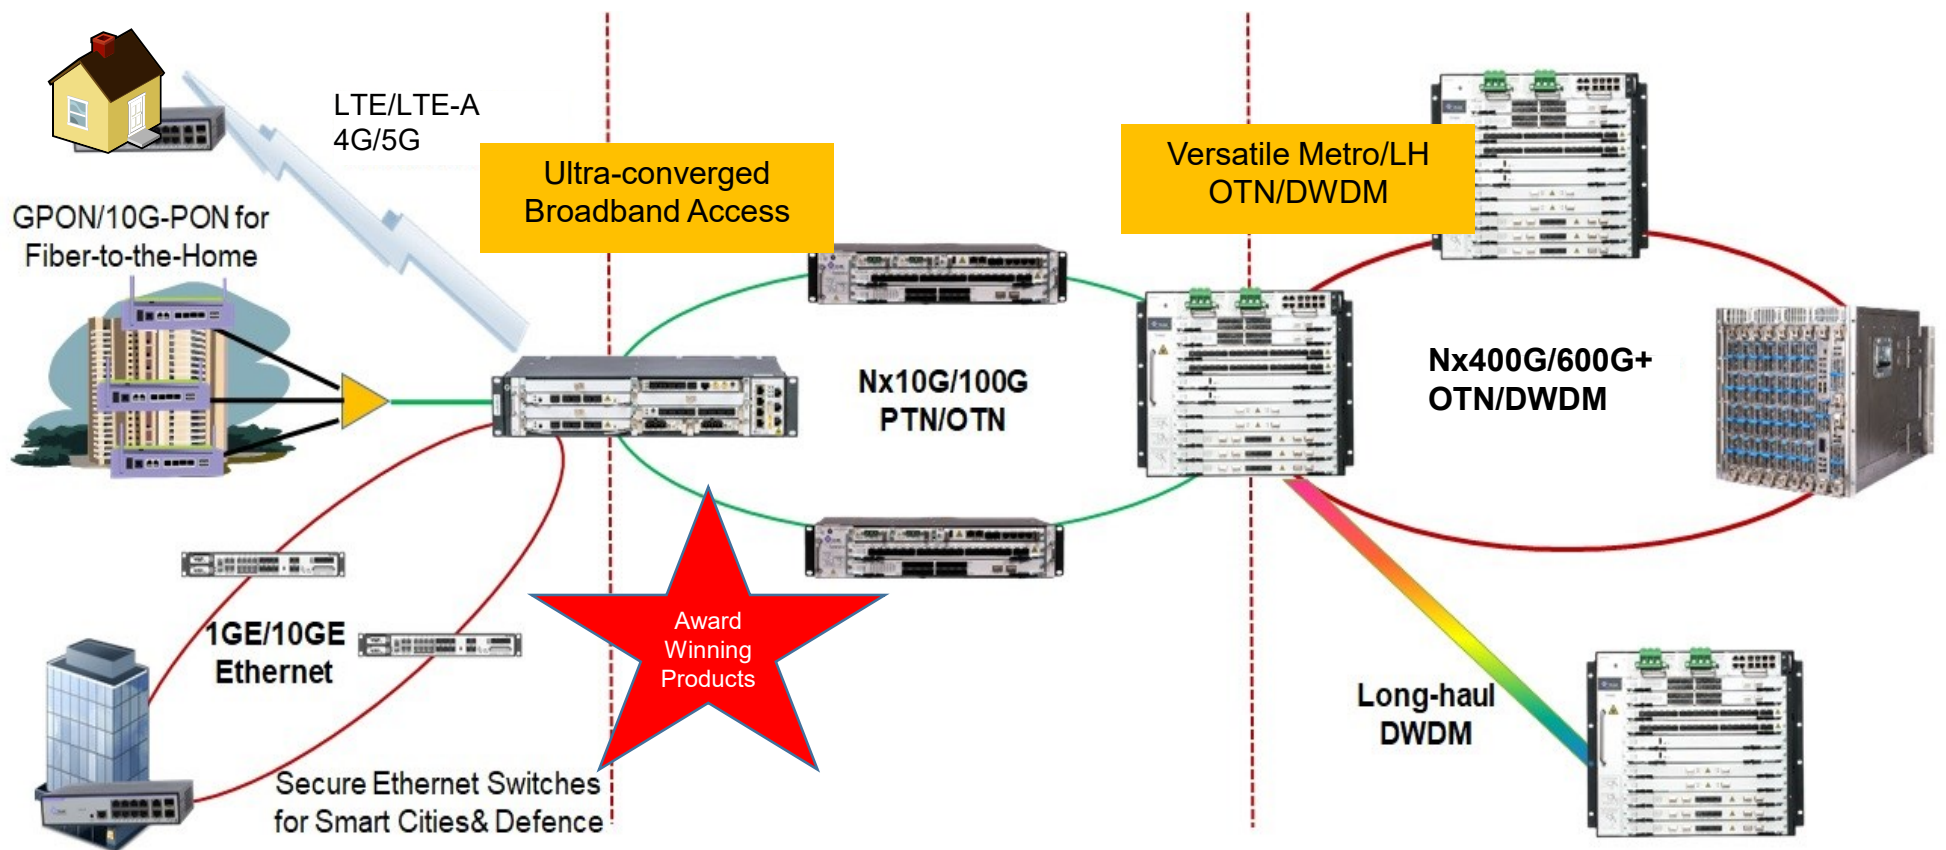 LTE/LTE-A
4G/5G
GPON/10G-PON for
Fiber-to-the-Home
Ultra-converged
Broadband Access
Versatile Metro/LH
OTN/DWDM
Nx10G/100G
PTN/OTN
Nx400G/600G+
OTN/DWDM
1GE/10GE
Ethernet
Award
Winning
Products
Long-haul
DWDM
Secure Ethernet Switches
for Smart Cities& Defence